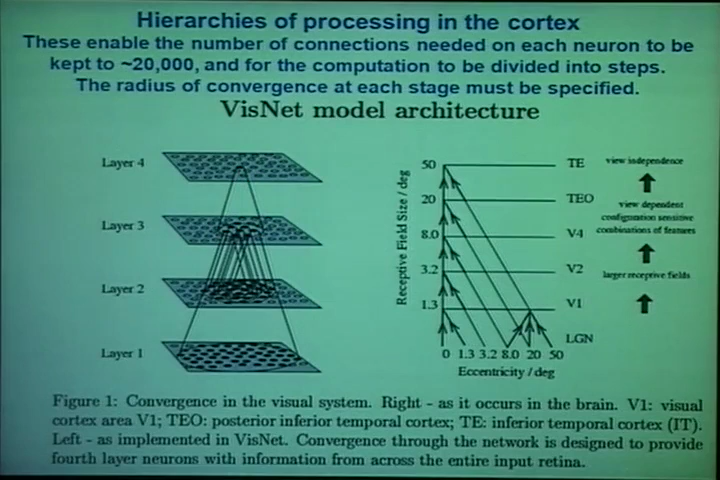 Hierarchies of processing in the cortex
These enable the number of connections needed on each neuron to be
kept to ~20,000, and for the computation to be divided into steps.
The radius of convergence at each stage must be specified.
VisNet model architecture
Layer 4
Layer 3
Layer 2
Layer 1
Receptive Field Size / deg
50
20
8.0
3.2
1.3
TE
TEO
V4
V2
V1
LGN
0 1.3 3.2 8.0 20 50
Eccentricity / deg
view independence
view dependent
configuration sensitive
combinations of features
larger receptive fields
Figure 1: Convergence in the visual system. Right - as it occurs in the brain. V1: visual
cortex area V1; TEO: posterior inferior temporal cortex; TE: inferior temporal cortex (IT).
Left - as implemented in VisNet. Convergence through the network is designed to provide
fourth layer neurons with information from across the entire input retina.